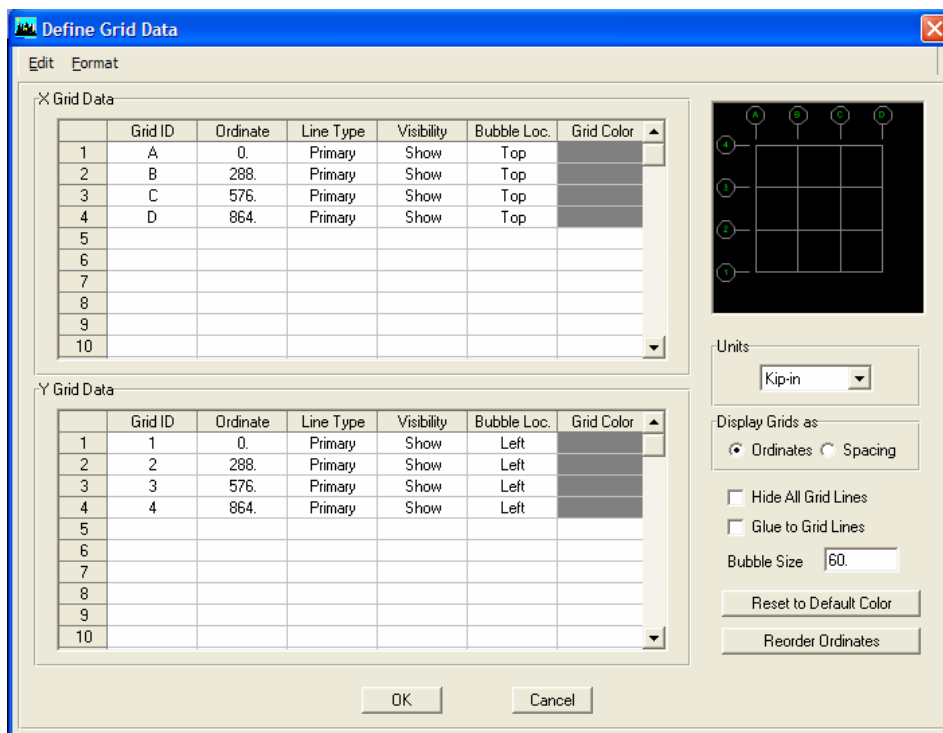 Define Grid Data
Edit Format
X Grid Data
Grid ID Ordinate Line Type Visibility Bubble Loc. Grid Color
1 A 0. Primary Show Top
2 B 288. Primary Show Top
3 C 576. Primary Show Top
4 D 864. Primary Show Top
5
6
7
8
9
10
A B C D
4
3
2
1
Units
Kip-in
Y Grid Data
Grid ID Ordinate Line Type Visibility Bubble Loc. Grid Color
1 1 0. Primary Show Left
2 2 288. Primary Show Left
3 3 576. Primary Show Left
4 4 864. Primary Show Left
5
6
7
8
9
10
Display Grids as
Ordinates Spacing
Hide All Grid Lines
Glue to Grid Lines
Bubble Size 60.
Reset to Default Color
Reorder Ordinates
OK Cancel